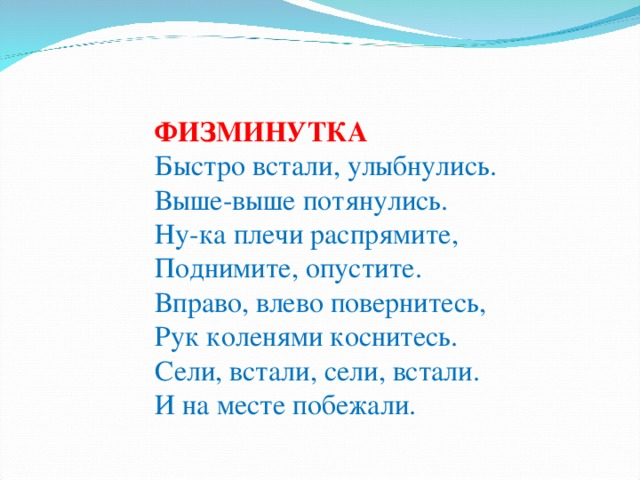 ФИЗМИНУТКА
Быстро встали, улыбнулись.
Выше-выше потянулись.
Ну-ка плечи распрямите,
Поднимите, опустите.
Вправо, влево повернитесь,
Рук коленями коснитесь.
Сели, встали, сели, встали.
И на месте побежали.